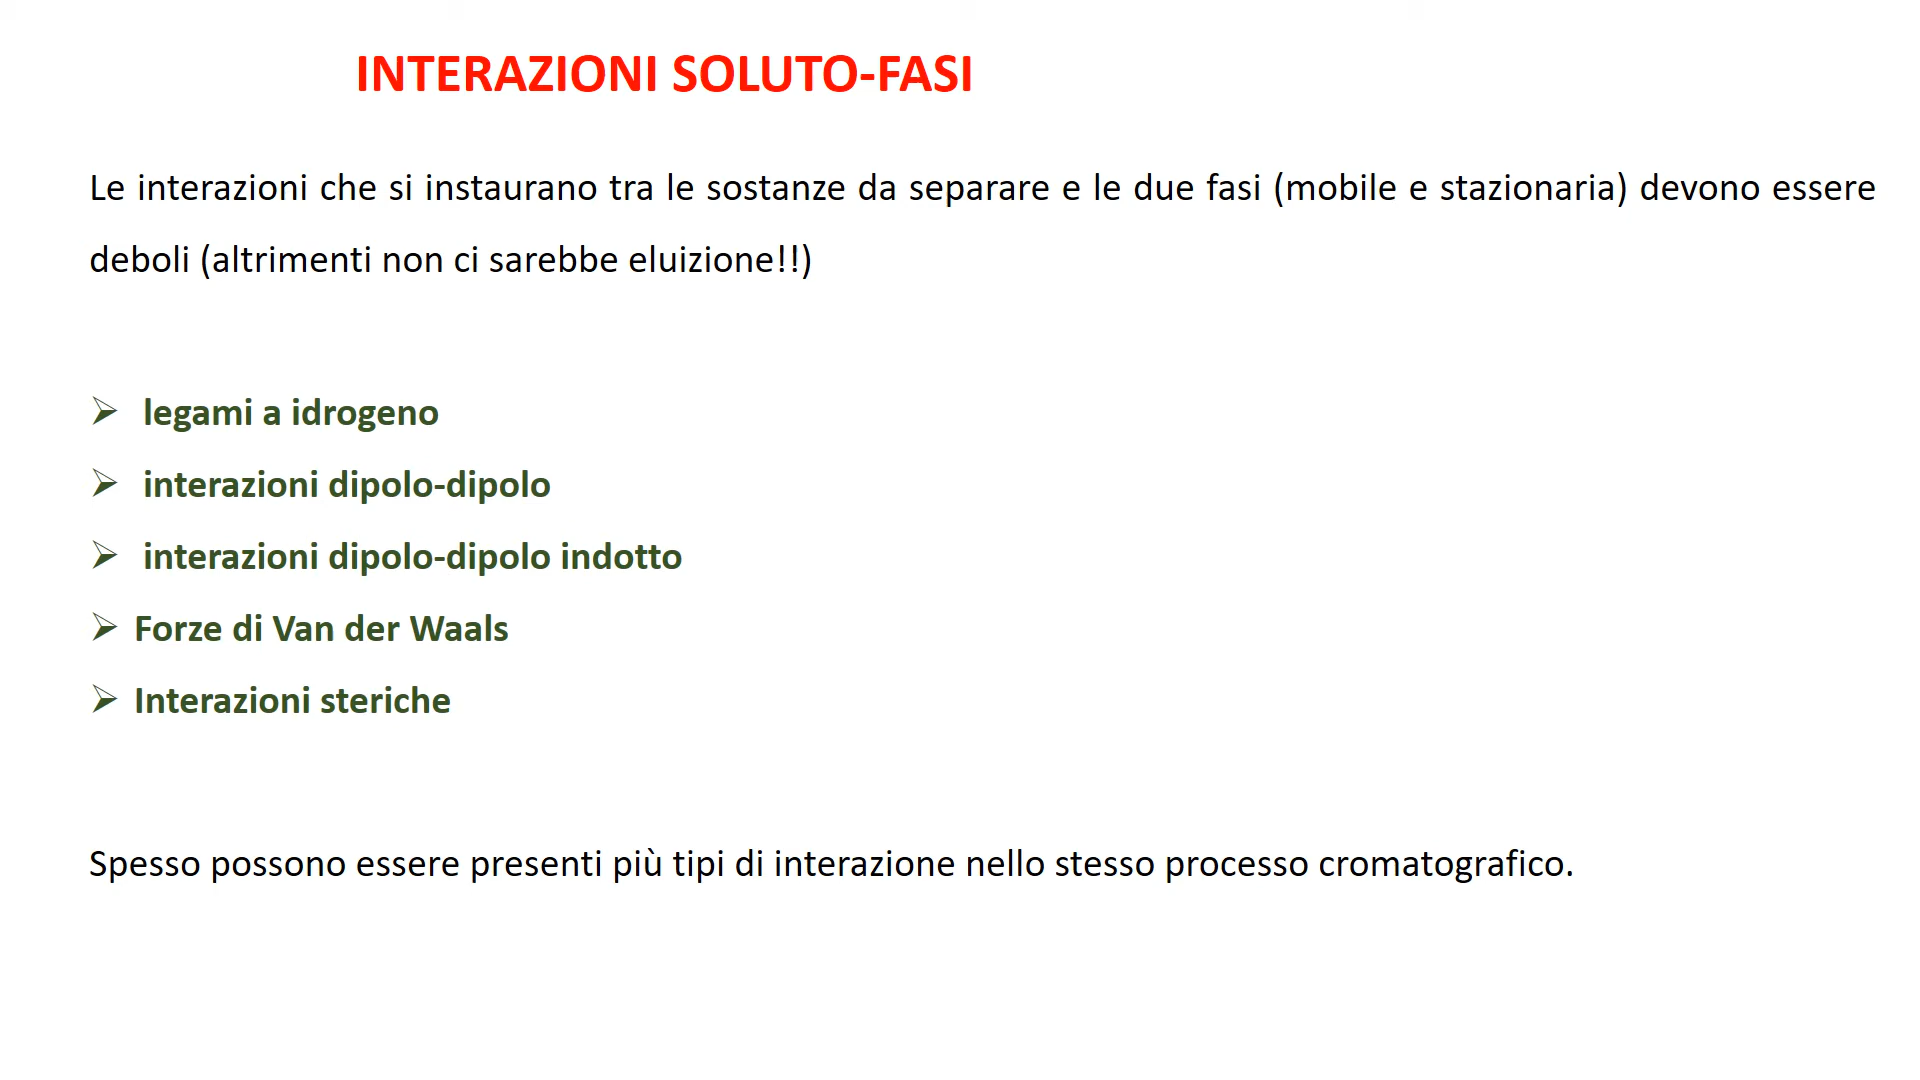 INTERAZIONI SOLUTO-FASI
Le interazioni che si instaurano tra le sostanze da separare e le due fasi (mobile e stazionaria) devono essere
deboli (altrimenti non ci sarebbe eluizione!!)
➢ legami a idrogeno
➢ interazioni dipolo-dipolo
➢ interazioni dipolo-dipolo indotto
➢ Forze di Van der Waals
➢ Interazioni steriche
Spesso possono essere presenti più tipi di interazione nello stesso processo cromatografico.